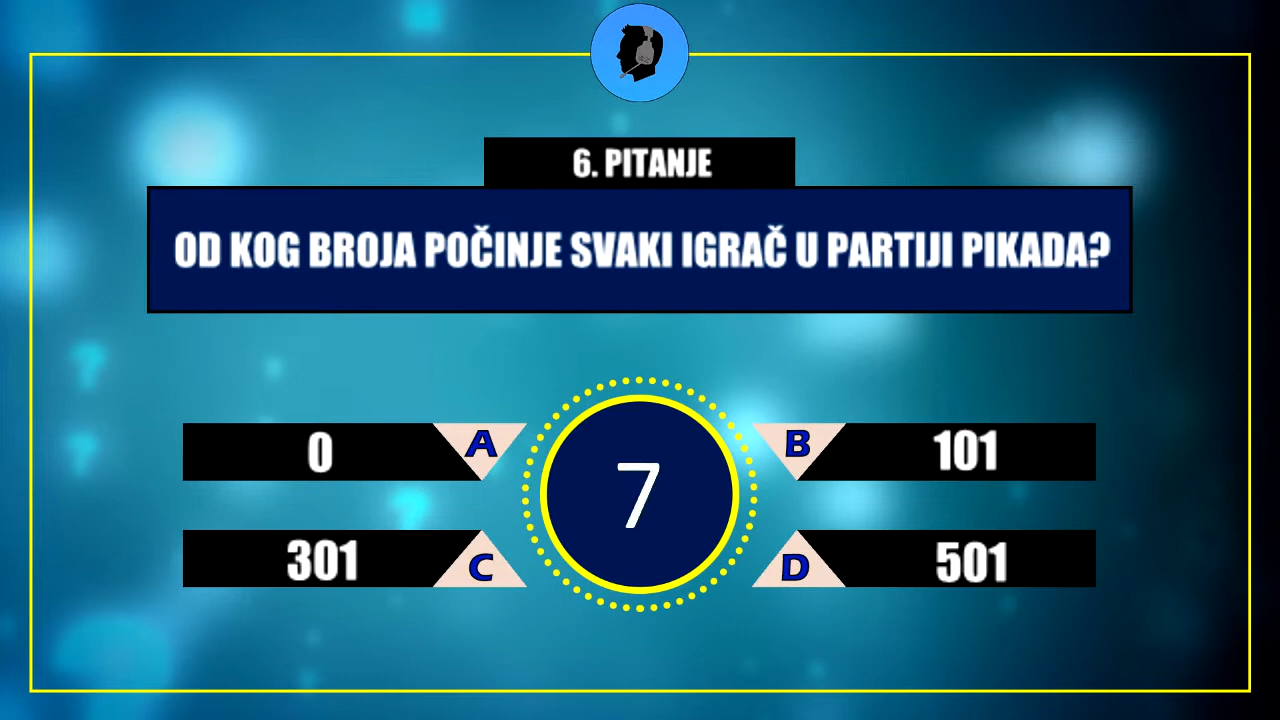 6. PITANJE
OD KOG BROJA POČINJE SVAKI IGRAČ U PARTIJI PIKADA?
0 A
B 101
7
301 C
D 501